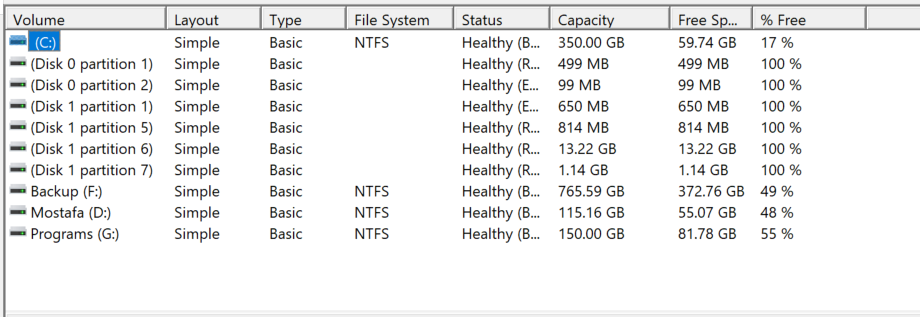 Volume Layout Type File System Status Capacity Free Sp... % Free
(C:) Simple Basic NTFS Healthy (B... 350.00 GB 59.74 GB 17 %
(Disk 0 partition 1) Simple Basic Healthy (R... 499 MB 499 MB 100 %
(Disk 0 partition 2) Simple Basic Healthy (E... 99 MB 99 MB 100 %
(Disk 1 partition 1) Simple Basic Healthy (E... 650 MB 650 MB 100 %
(Disk 1 partition 5) Simple Basic Healthy (R... 814 MB 814 MB 100 %
(Disk 1 partition 6) Simple Basic Healthy (R... 13.22 GB 13.22 GB 100 %
(Disk 1 partition 7) Simple Basic Healthy (R... 1.14 GB 1.14 GB 100 %
Backup (F:) Simple Basic NTFS Healthy (B... 765.59 GB 372.76 GB 49 %
Mostafa (D:) Simple Basic NTFS Healthy (B... 115.16 GB 55.07 GB 48 %
Programs (G:) Simple Basic NTFS Healthy (B... 150.00 GB 81.78 GB 55 %